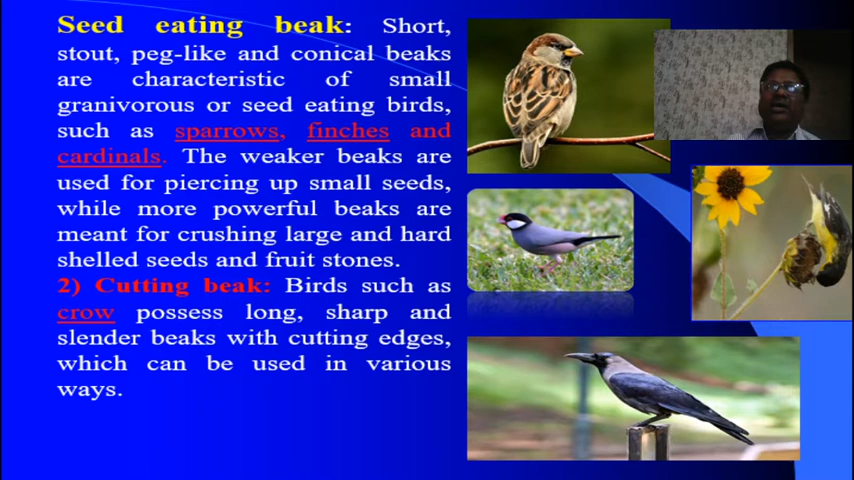 Seed eating beak: Short,
stout, peg-like and conical beaks
are characteristic of small
granivorous or seed eating birds,
such as sparrows, finches and
cardinals. The weaker beaks are
used for piercing up small seeds,
while more powerful beaks are
meant for crushing large and hard
shelled seeds and fruit stones.
2) Cutting beak: Birds such as
crow possess long, sharp and
slender beaks with cutting edges,
which can be used in various
ways.